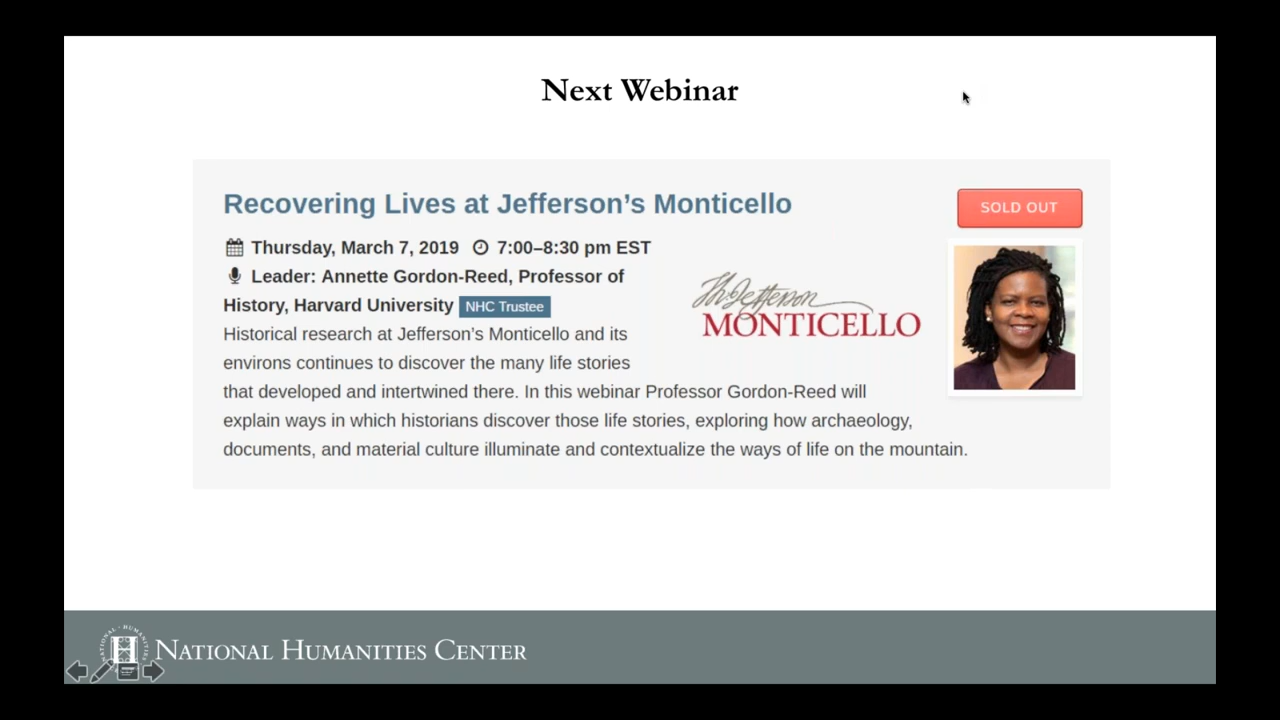 Next Webinar
Recovering Lives at Jefferson’s Monticello
SOLD OUT
Thursday, March 7, 2019 7:00–8:30 pm EST
Leader: Annette Gordon-Reed, Professor of
History, Harvard University NHC Trustee
Th. Jefferson
MONTICELLO
Historical research at Jefferson’s Monticello and its
environs continues to discover the many life stories
that developed and intertwined there. In this webinar Professor Gordon-Reed will
explain ways in which historians discover those life stories, exploring how archaeology,
documents, and material culture illuminate and contextualize the ways of life on the mountain.
NATIONAL HUMANITIES
NATIONAL HUMANITIES CENTER